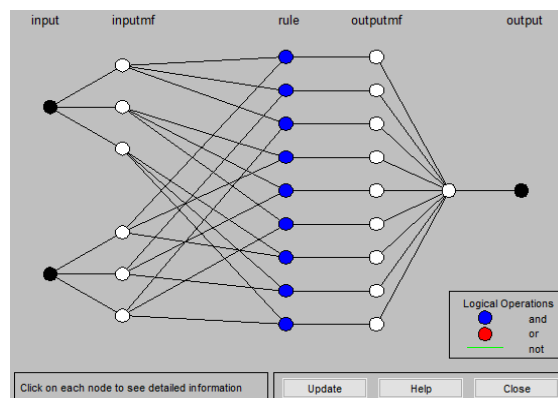 input inputmf rule outputmf output
Logical Operations
and
or
not
Click on each node to see detailed information
Update Help Close